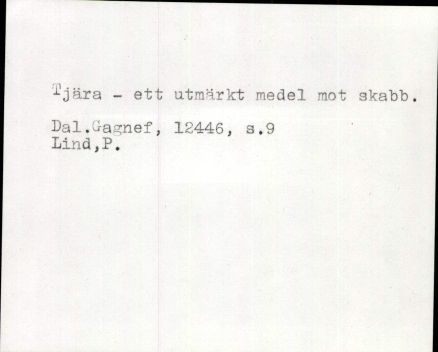 Tjära - ett utmärkt medel mot skabb.
Dal.Gagnef, 12446, s.9
Lind,P.